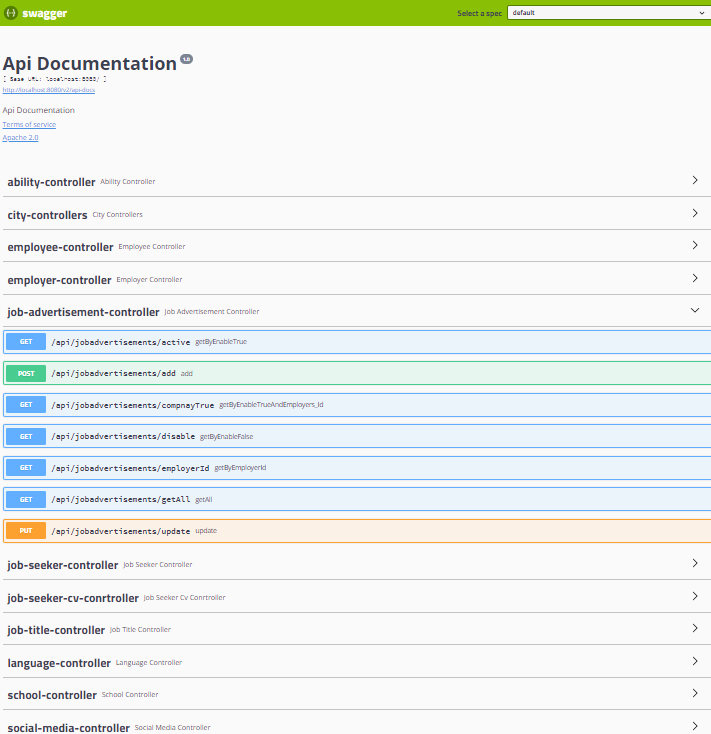 swagger
Select a spec default
Api Documentation 1.0
[ Base URL: localhost:8080/ ]
http://localhost:8080/v2/api-docs
Api Documentation
Terms of service
Apache 2.0
ability-controller Ability Controller
city-controllers City Controllers
employee-controller Employee Controller
employer-controller Employer Controller
job-advertisement-controller Job Advertisement Controller
GET /api/jobadvertisements/active getByEnableTrue
POST /api/jobadvertisements/add add
GET /api/jobadvertisements/compnayTrue getByEnableTrueAndEmployers_Id
GET /api/jobadvertisements/disable getByEnableFalse
GET /api/jobadvertisements/employerId getByEmployerId
GET /api/jobadvertisements/getAll getAll
PUT /api/jobadvertisements/update update
job-seeker-controller Job Seeker Controller
job-seeker-cv-conrtroller Job Seeker Cv Conrtroller
job-title-controller Job Title Controller
language-controller Language Controller
school-controller School Controller
social-media-controller Social Media Controller